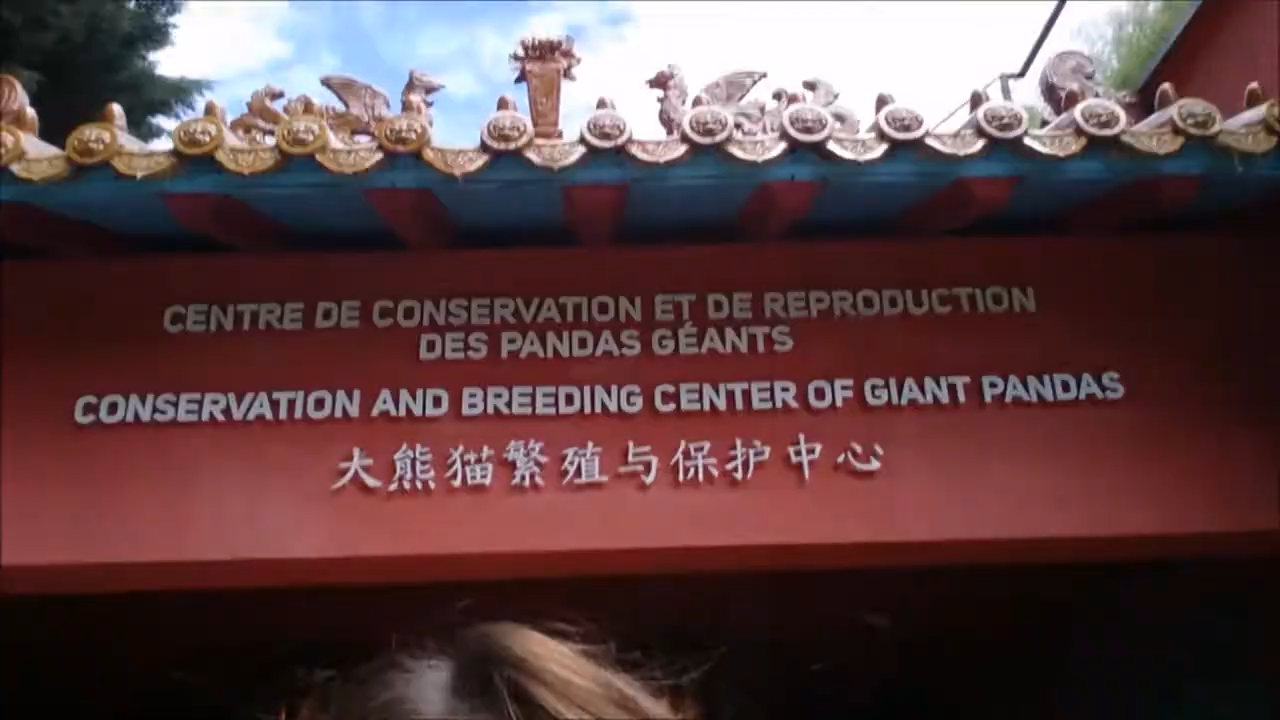 CENTRE DE CONSERVATION ET DE REPRODUCTION
DES PANDAS GÉANTS
CONSERVATION AND BREEDING CENTER OF GIANT PANDAS
大熊猫繁殖与保护中心